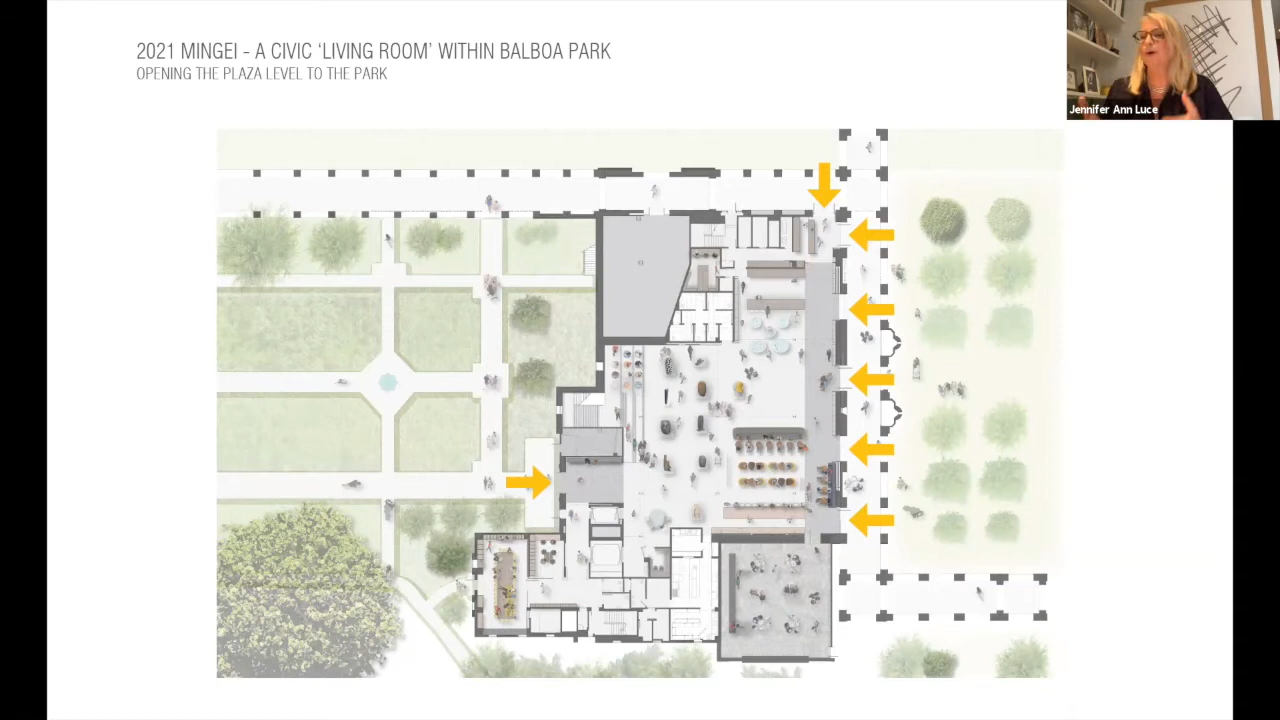 2021 MINGEI - A CIVIC ‘LIVING ROOM’ WITHIN BALBOA PARK
OPENING THE PLAZA LEVEL TO THE PARK
Jennifer Ann Luce